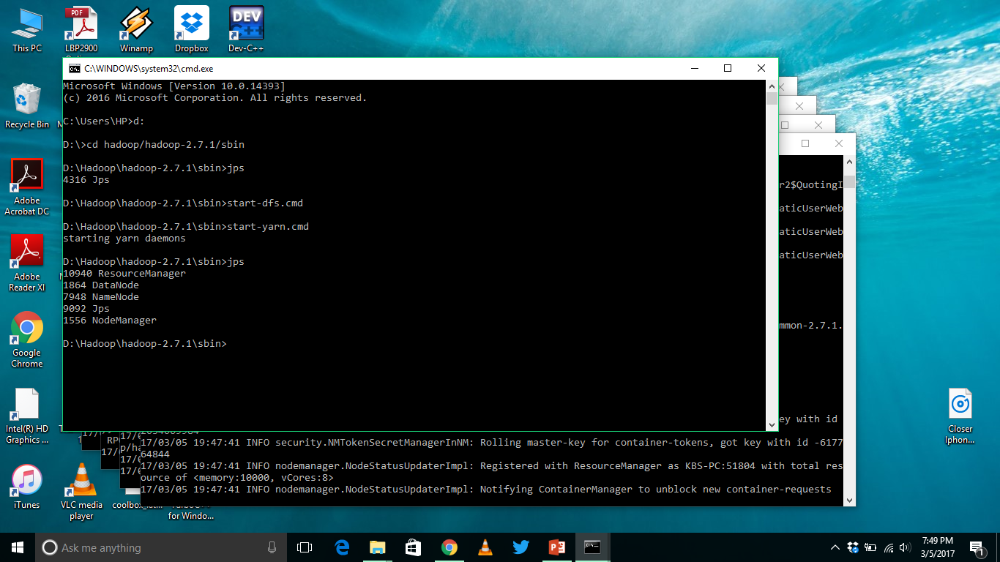 This PC
LBP2900
Winamp
Dropbox
Dev-C++
C:\WINDOWS\system32\cmd.exe
Microsoft Windows [Version 10.0.14393]
(c) 2016 Microsoft Corporation. All rights reserved.
C:\Users\HP>d:
D:\>cd hadoop/hadoop-2.7.1/sbin
D:\Hadoop\hadoop-2.7.1\sbin>jps
4316 Jps
D:\Hadoop\hadoop-2.7.1\sbin>start-dfs.cmd
D:\Hadoop\hadoop-2.7.1\sbin>start-yarn.cmd
starting yarn daemons
D:\Hadoop\hadoop-2.7.1\sbin>jps
10940 ResourceManager
1864 DataNode
7948 NameNode
9092 Jps
1556 NodeManager
D:\Hadoop\hadoop-2.7.1\sbin>
r2$QuotingI
aticUserWeb
aticUserWeb
aticUserWeb
mmon-2.7.1.
ey with id
17/03/05 19:47:41 INFO security.NMTokenSecretManagerInNM: Rolling master-key for container-tokens, got key with id -6177
64844
17/03/05 19:47:41 INFO nodemanager.NodeStatusUpdaterImpl: Registered with ResourceManager as KBS-PC:51804 with total res
ource of <memory:10000, vCores:8>
17/03/05 19:47:41 INFO nodemanager.NodeStatusUpdaterImpl: Notifying ContainerManager to unblock new container-requests
Recycle Bin
Adobe
Acrobat DC
Adobe
Reader XI
Google
Chrome
Intel(R) HD
Graphics ...
iTunes
VLC media
player
for Windo...
Closer
Iphon...
Ask me anything
7:49 PM
3/5/2017
1